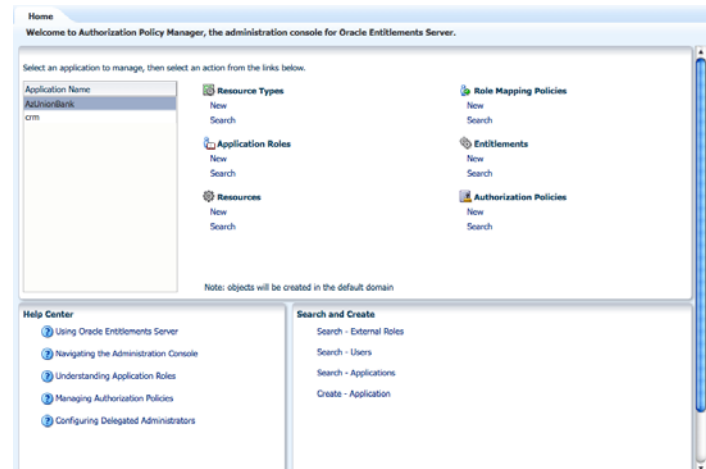 Home
Welcome to Authorization Policy Manager, the administration console for Oracle Entitlements Server.
Select an application to manage, then select an action from the links below.
Application Name
AzUnionBank
crm
Resource Types
New
Search
Role Mapping Policies
New
Search
Application Roles
New
Search
Entitlements
New
Search
Resources
New
Search
Authorization Policies
New
Search
Note: objects will be created in the default domain
Help Center
Using Oracle Entitlements Server
Navigating the Administration Console
Understanding Application Roles
Managing Authorization Policies
Configuring Delegated Administrators
Search and Create
Search - External Roles
Search - Users
Search - Applications
Create - Application